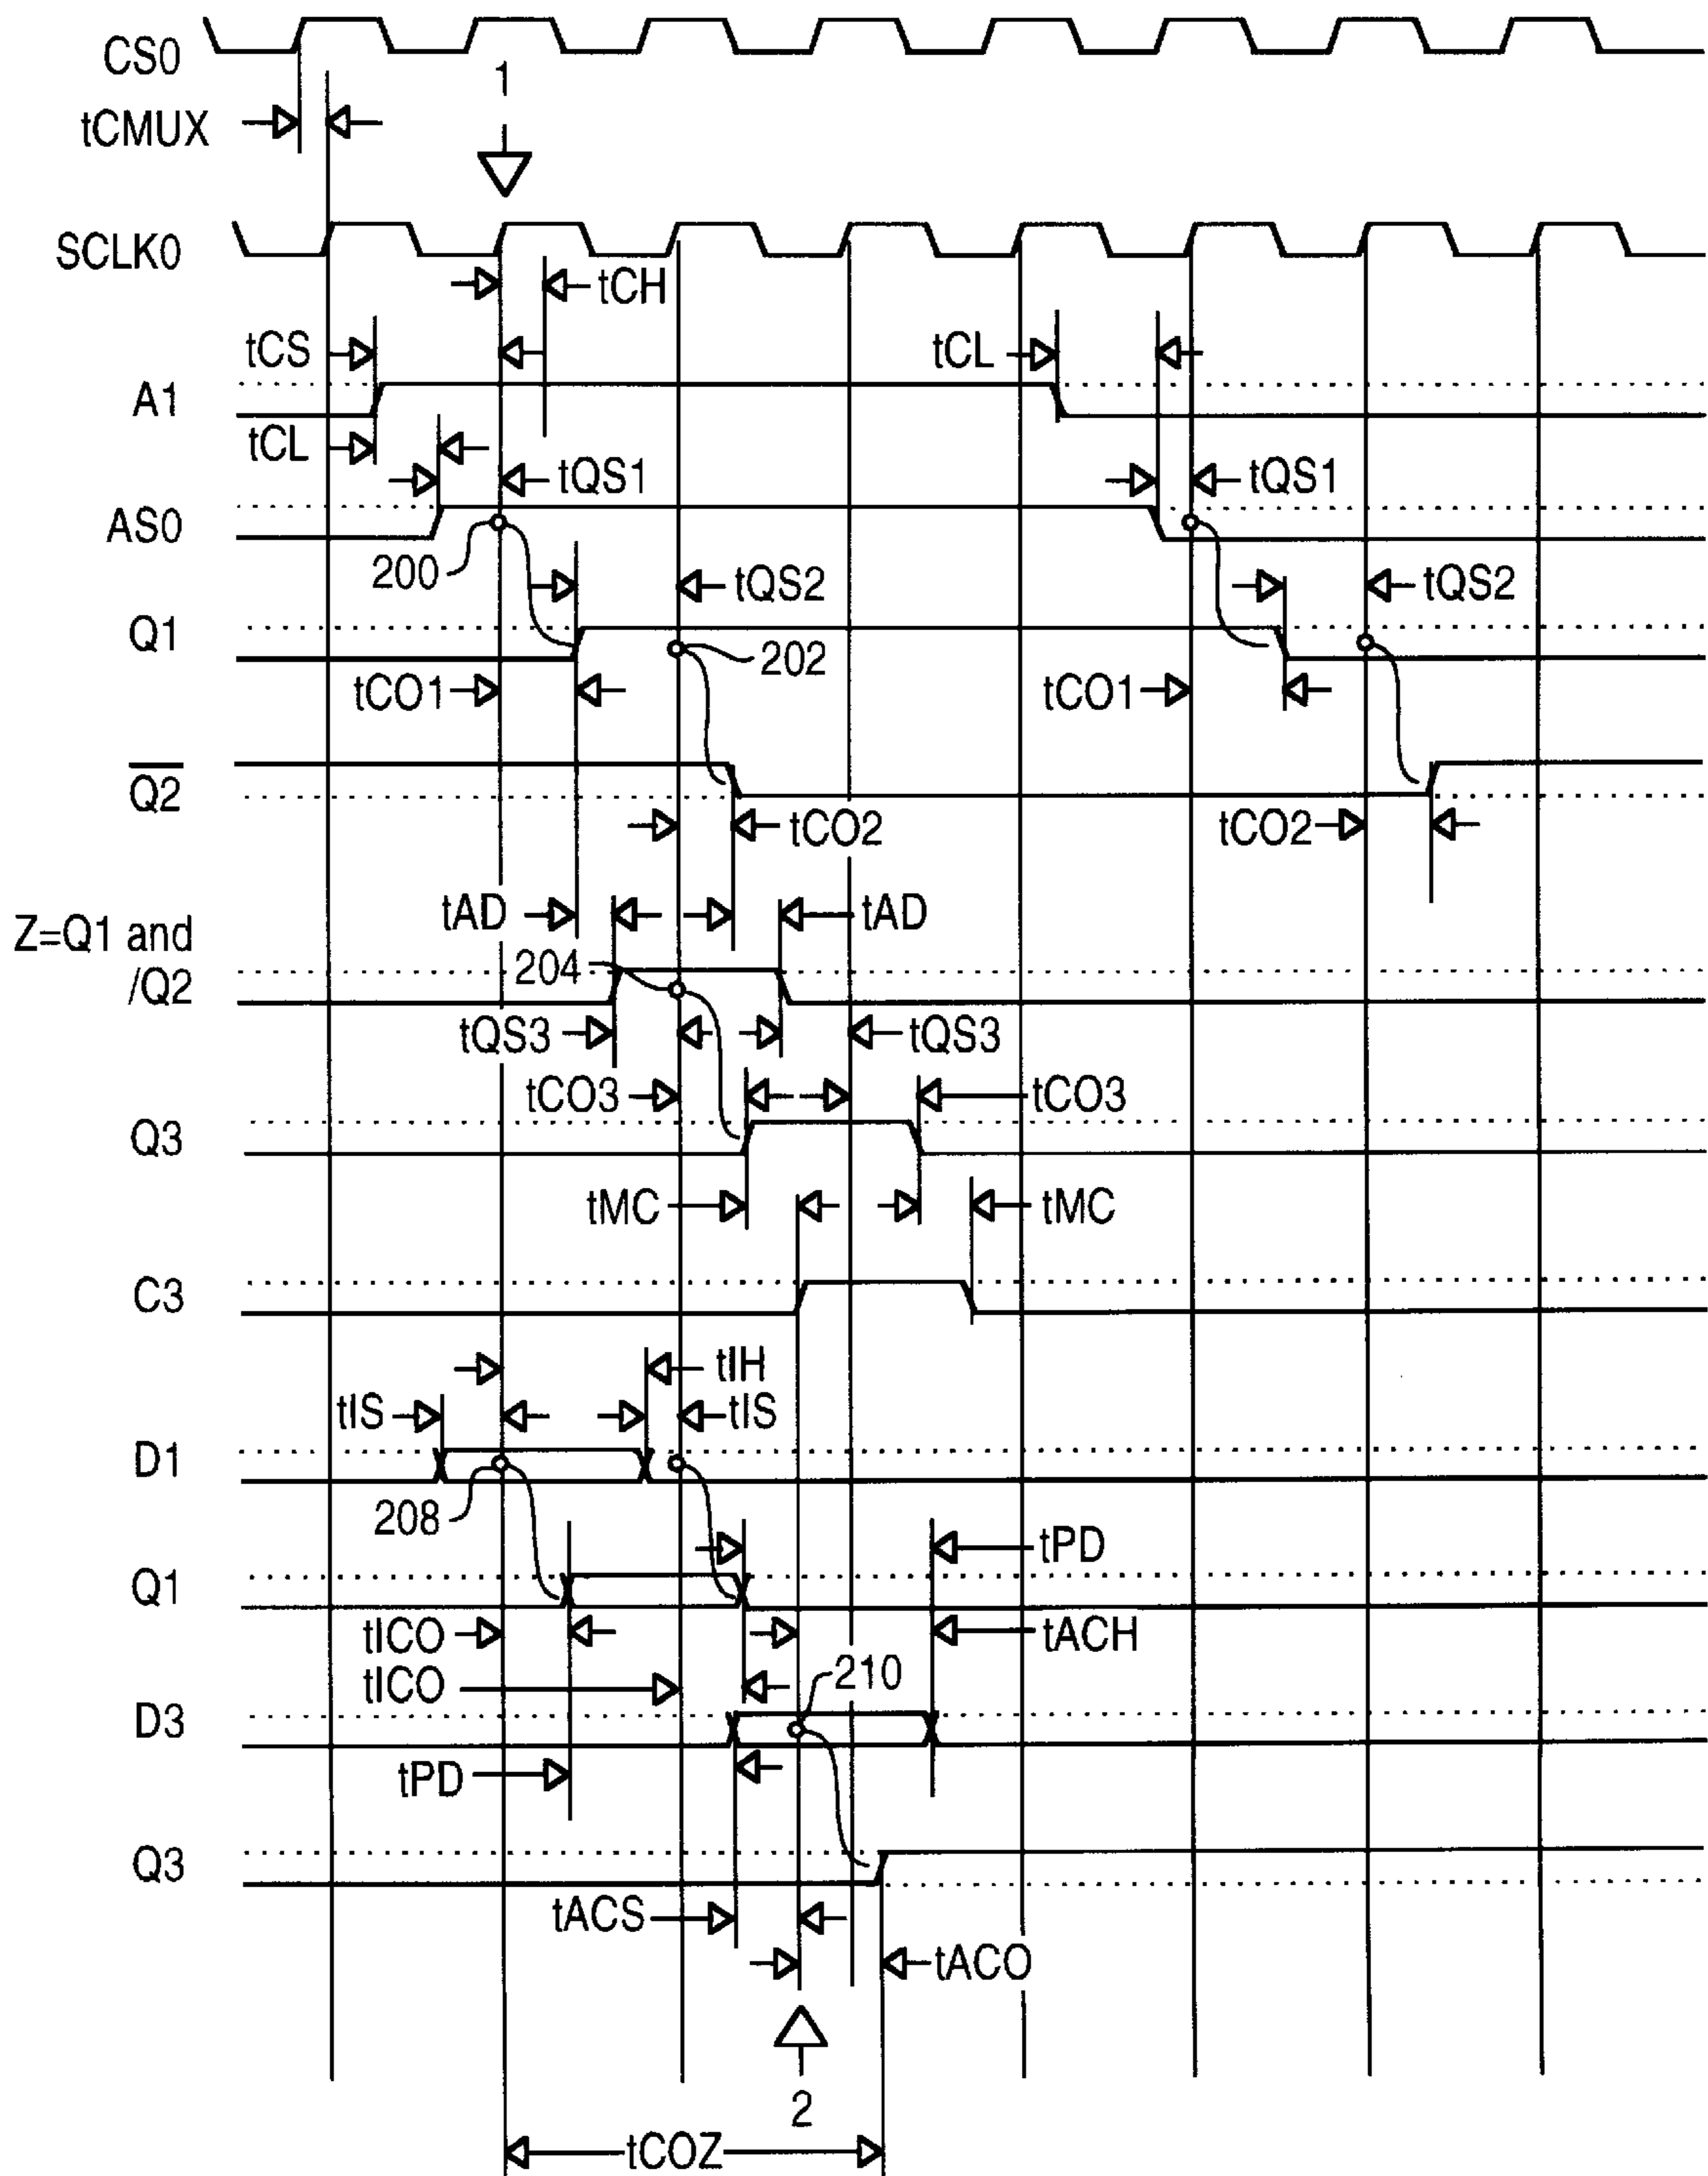 CS0
1
tCMUX
SCLK0
tCH
tCS
tCL
A1
tCL
tQS1
tQS1
AS0
200
tQS2
tQS2
Q1
202
tCO1
tCO1
Q2
tCO2
tCO2
tAD
tAD
Z=Q1 and
/Q2
204
tQS3
tQS3
tCO3
tCO3
Q3
tMC
tMC
C3
tIH
tIS
tIS
D1
208
tPD
Q1
tICO
tACH
tICO
210
D3
tPD
Q3
tACS
tACO
2
tCOZ